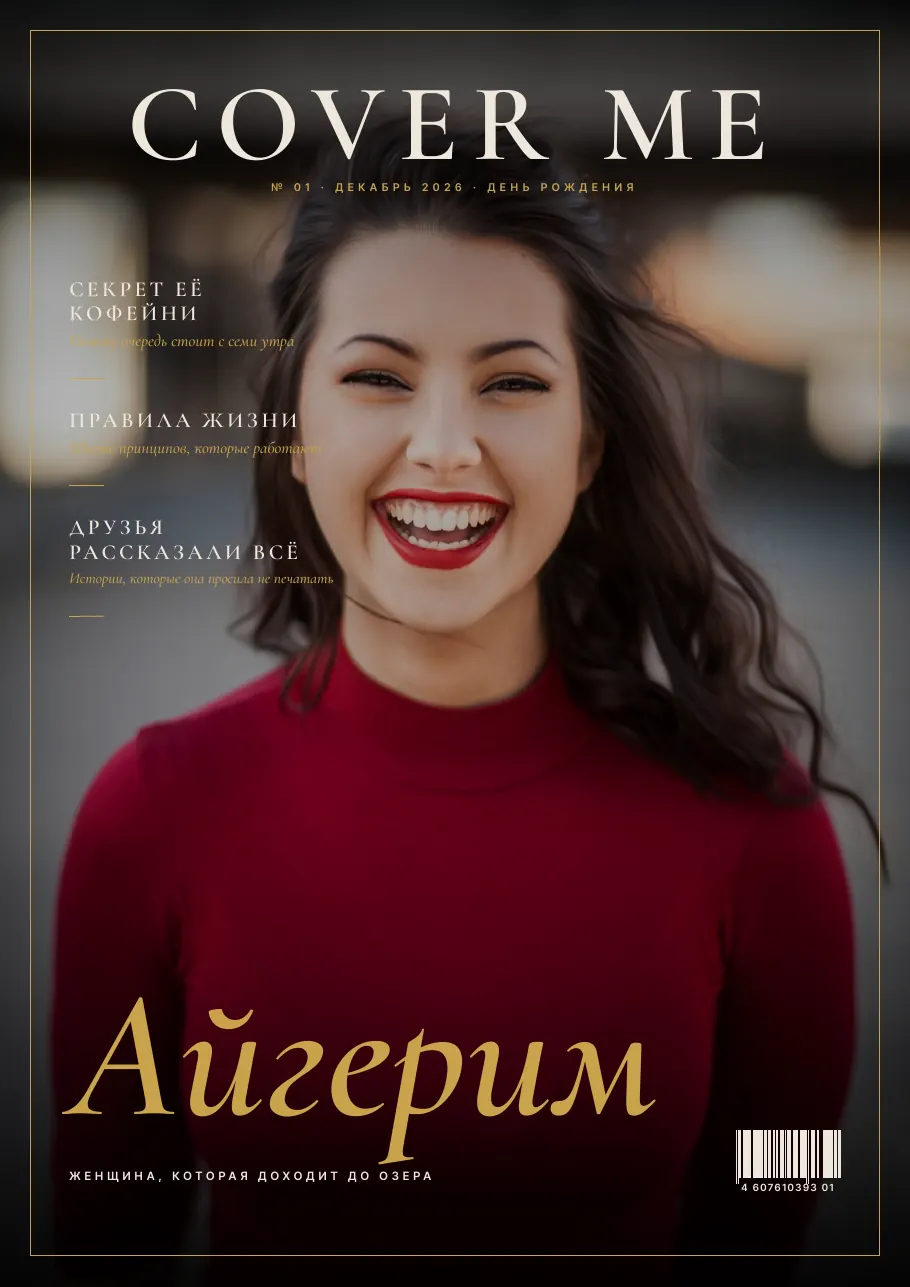 COVER ME
№ 01 · ДЕКАБРЬ 2026 · ДЕНЬ РОЖДЕНИЯ
СЕКРЕТ ЕЁ
КОФЕЙНИ
очередь стоит с семи утра
ПРАВИЛА ЖИЗНИ
принципов, которые работают
ДРУЗЬЯ
РАССКАЗАЛИ ВСЁ
Истории, которые она просила не печатать
Айгерим
ЖЕНЩИНА, КОТОРАЯ ДОХОДИТ ДО ОЗЕРА
4 607610393 01